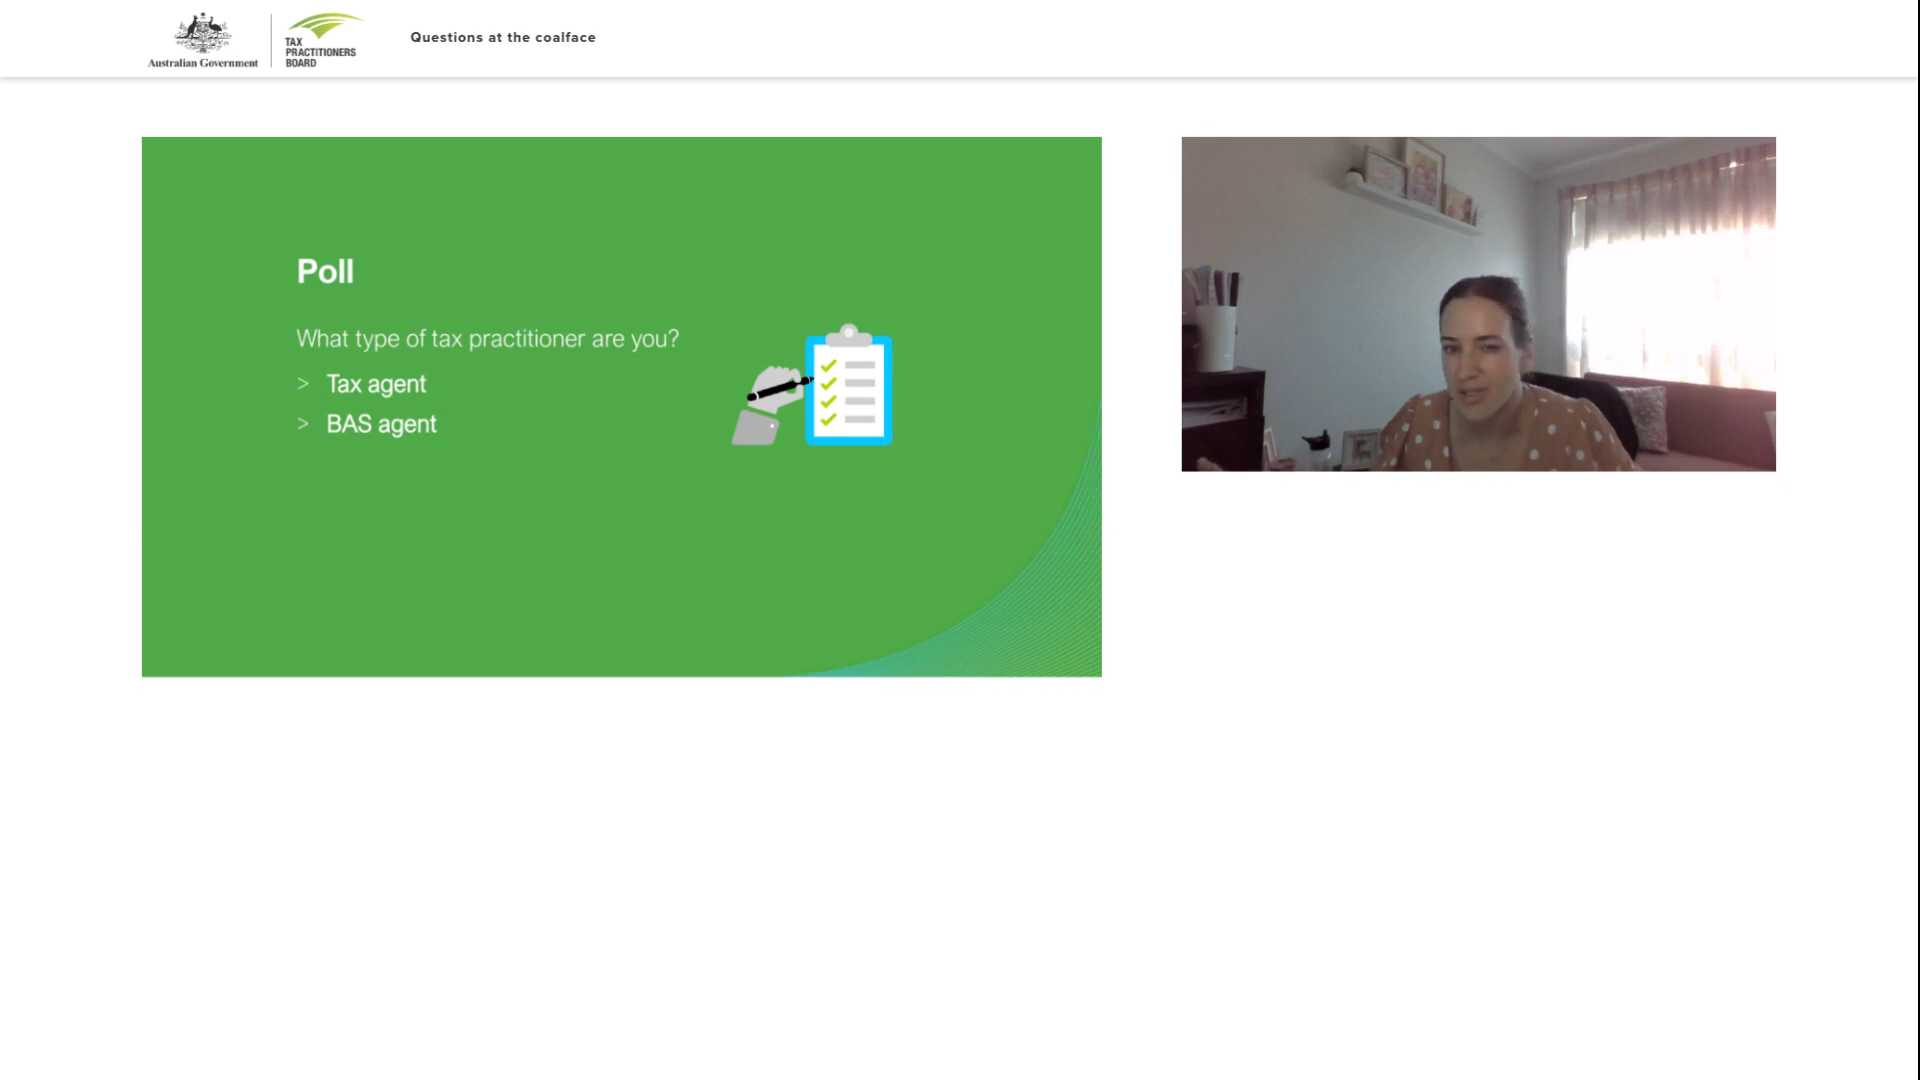 Australian Government
TAX
PRACTITIONERS
BOARD
Questions at the coalface
Poll
What type of tax practitioner are you?
> Tax agent
> BAS agent